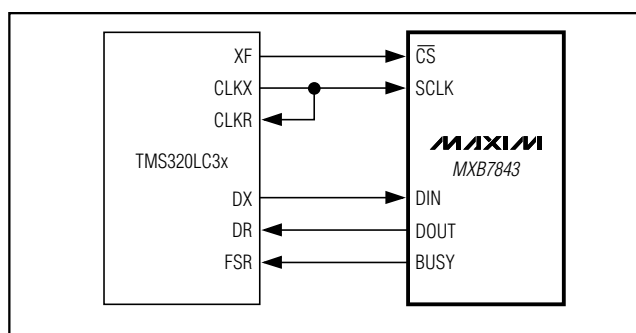 XF
CLKX
CLKR
TMS320LC3x
DX
DR
FSR
CS
SCLK
MAXIM
MXB7843
DIN
DOUT
BUSY